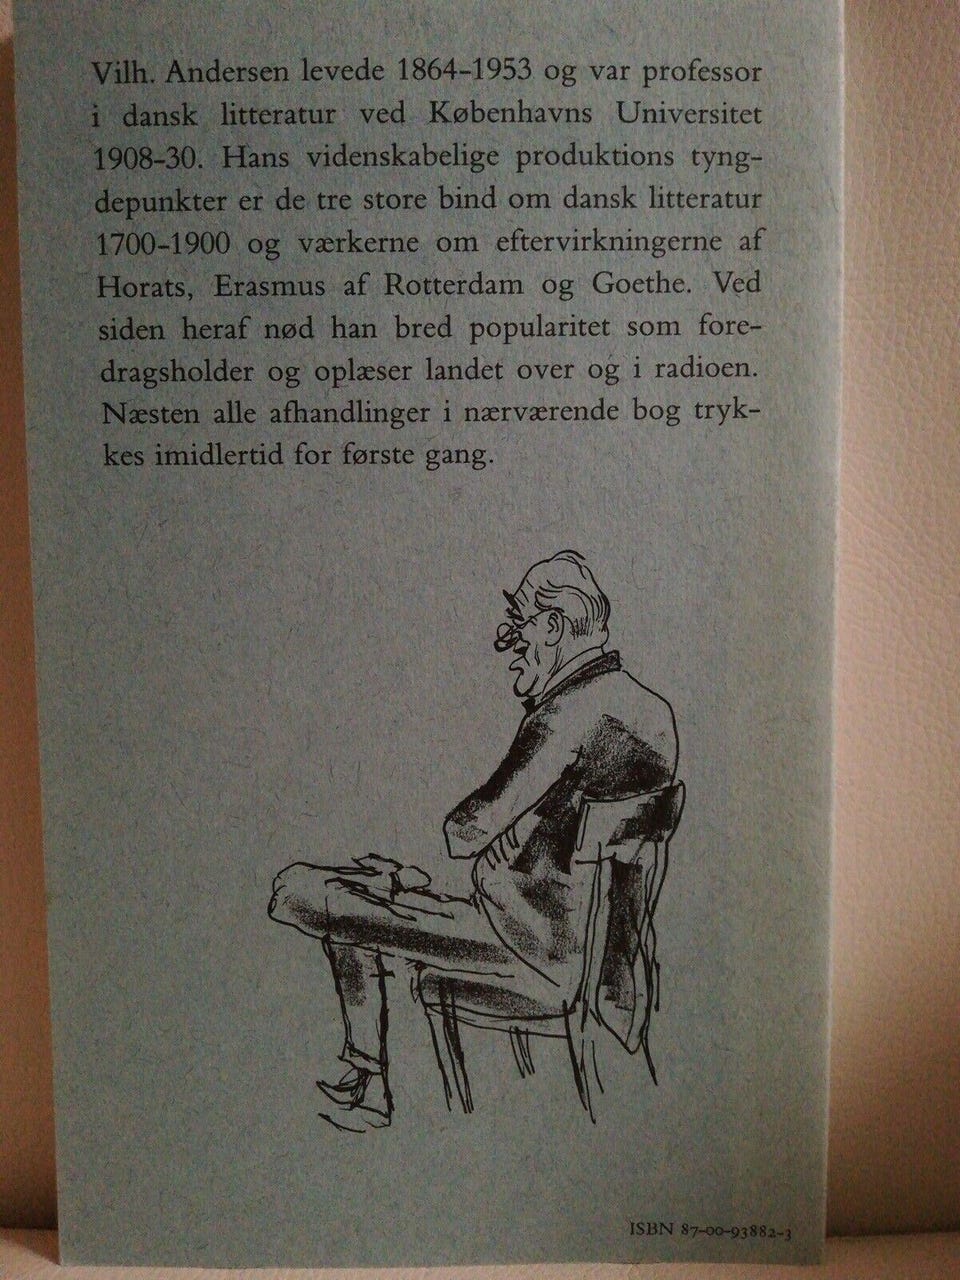 Vilh. Andersen levede 1864–1953 og var professor
i dansk litteratur ved Københavns Universitet
1908–30. Hans videnskabelige produktions tyng-
depunkter er de tre store bind om dansk litteratur
1700–1900 og værkerne om eftervirkningerne af
Horats, Erasmus af Rotterdam og Goethe. Ved
siden heraf nød han bred popularitet som fore-
dragsholder og oplæser landet over og i radioen.
Næsten alle afhandlinger i nærværende bog tryk-
kes imidlertid for første gang.
ISBN 87-00-93882-3